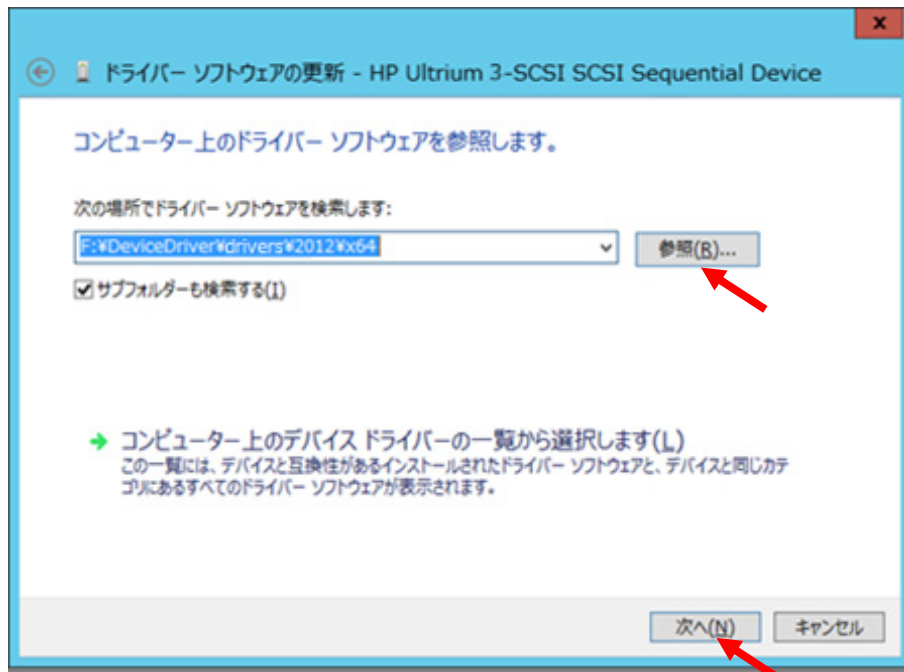 ドライバー ソフトウェアの更新 - HP Ultrium 3-SCSI SCSI Sequential Device
コンピューター上のドライバー ソフトウェアを参照します。
次の場所でドライバー ソフトウェアを検索します:
F:¥DeviceDriver¥drivers¥2012¥x64
参照(R)...
サブフォルダーも検索する(I)
コンピューター上のデバイス ドライバーの一覧から選択します(L)
この一覧には、デバイスと互換性があるインストールされたドライバー ソフトウェアと、デバイスと同じカテ
ゴリにあるすべてのドライバー ソフトウェアが表示されます。
次へ(N)
キャンセル